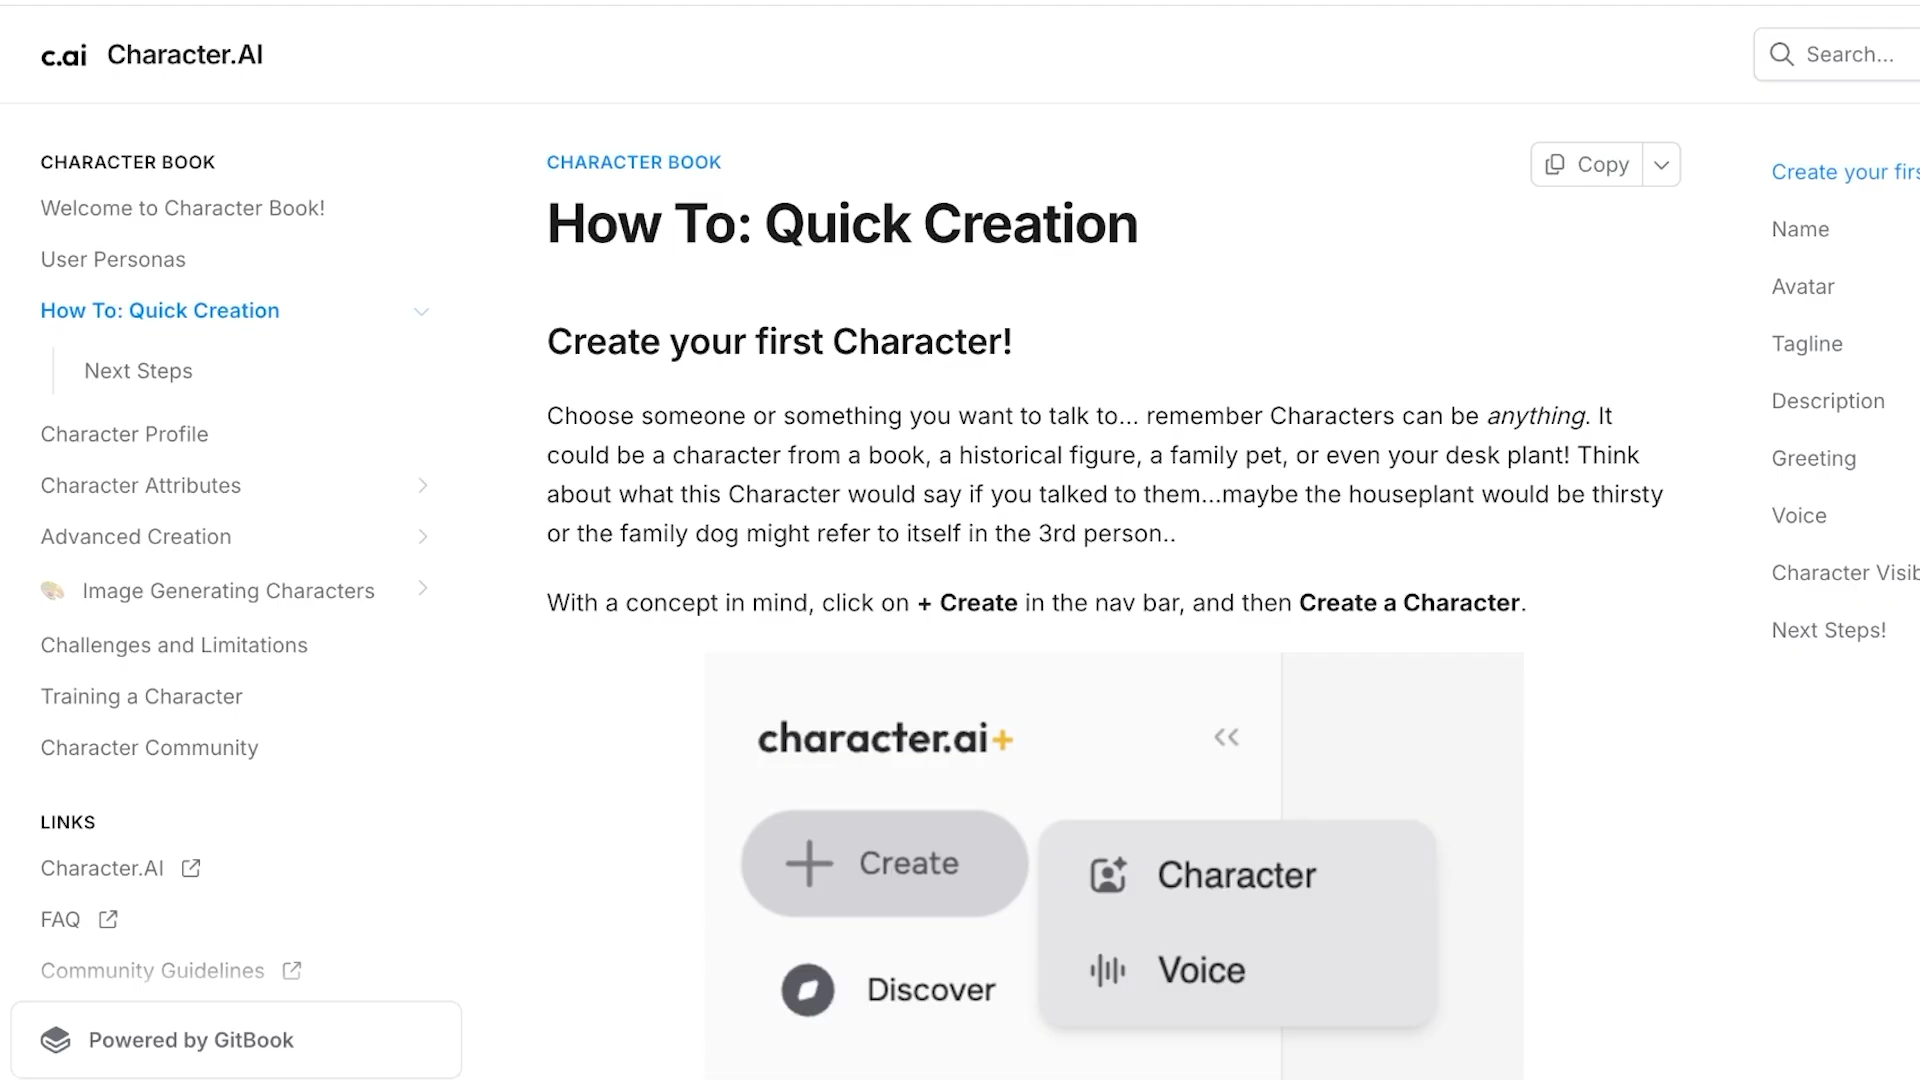 c.ai Character.AI
Search...
CHARACTER BOOK
Welcome to Character Book!
User Personas
How To: Quick Creation
Next Steps
Character Profile
Character Attributes
Advanced Creation
Image Generating Characters
Challenges and Limitations
Training a Character
Character Community
LINKS
Character.AI
FAQ
Community Guidelines
Powered by GitBook
CHARACTER BOOK
Copy
How To: Quick Creation
Create your first Character!
Choose someone or something you want to talk to... remember Characters can be anything. It
could be a character from a book, a historical figure, a family pet, or even your desk plant! Think
about what this Character would say if you talked to them...maybe the houseplant would be thirsty
or the family dog might refer to itself in the 3rd person..
With a concept in mind, click on + Create in the nav bar, and then Create a Character.
character.ai+
Create
Character
Voice
Discover
Create your
Name
Avatar
Tagline
Description
Greeting
Voice
Character
Next Steps!